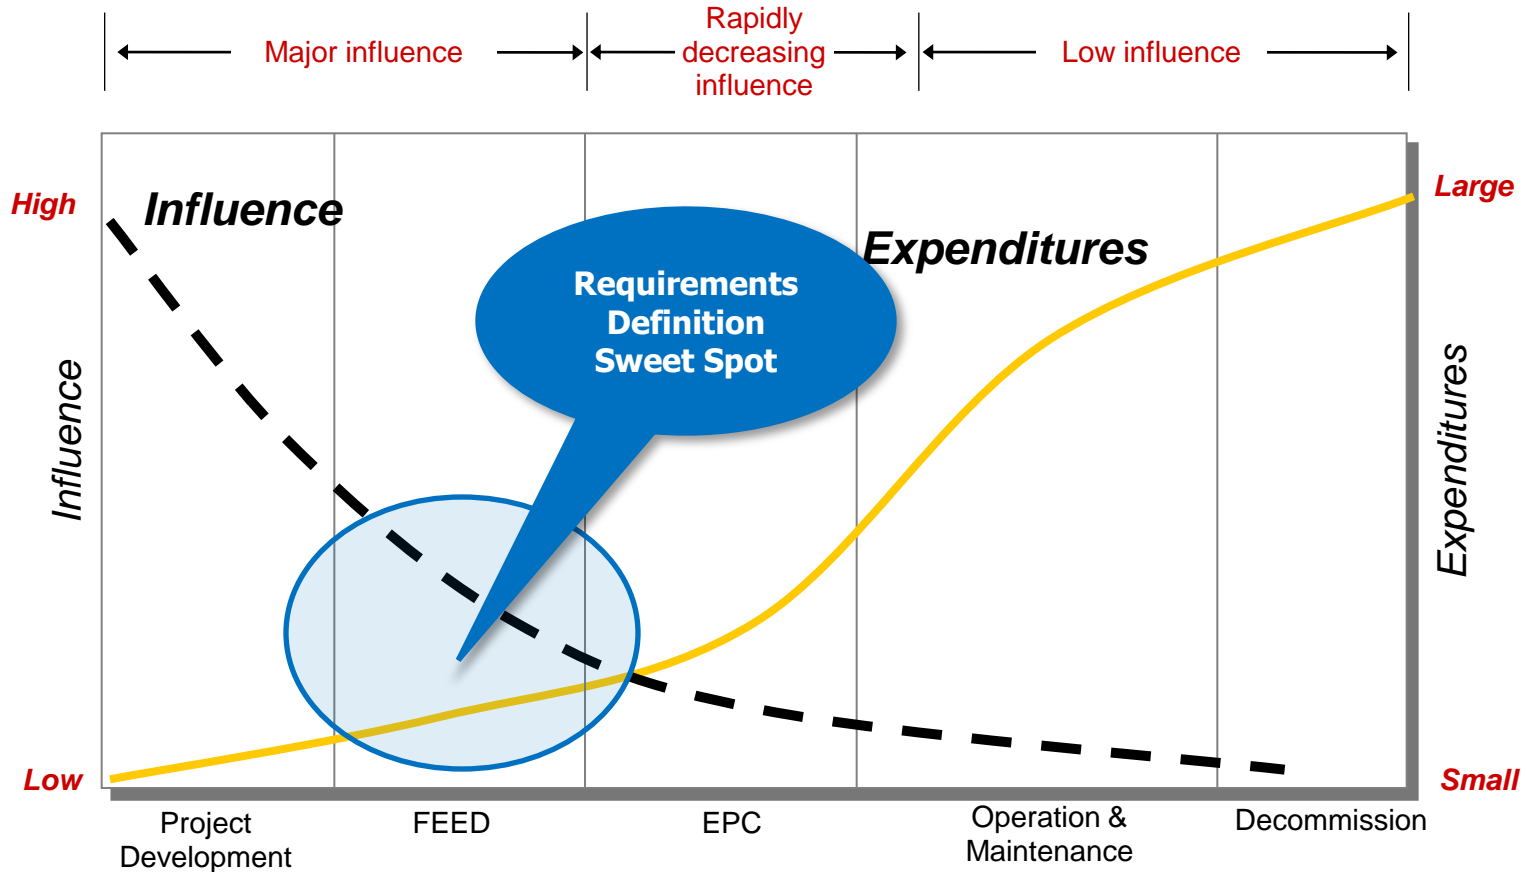 Major influence
Rapidly
decreasing
influence
Low influence
High
Influence
Large
Expenditures
Requirements
Definition
Sweet Spot
Influence
Expenditures
Low
Small
Project
Development
FEED
EPC
Operation &
Maintenance
Decommission